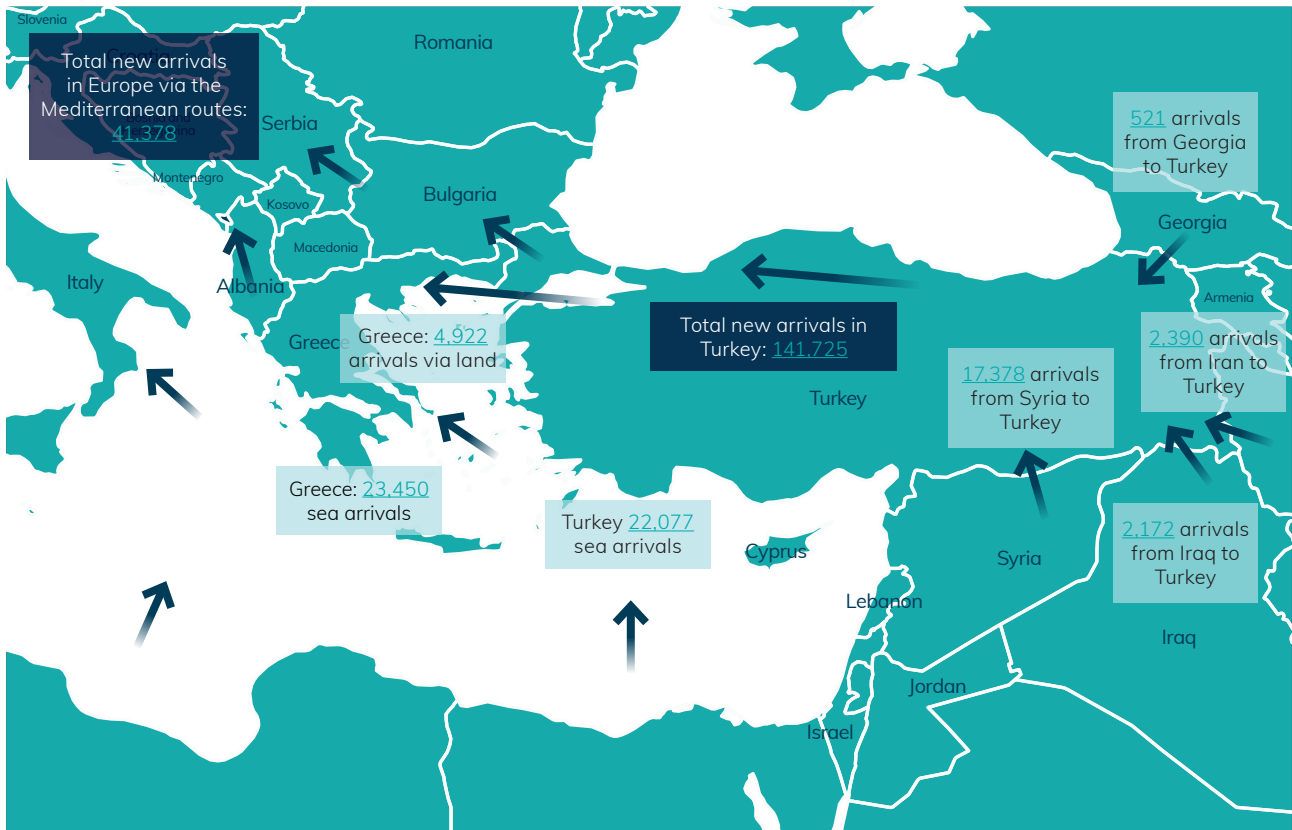 Slovenia
Croatia
Romania
Total new arrivals
in Europe via the
Mediterranean routes:
41,378
Serbia
521 arrivals
from Georgia
to Turkey
Montenegro
Bulgaria
Kosovo
Georgia
Macedonia
Italy
Albania
Armenia
Greece
Greece: 4,922
arrivals via land
Total new arrivals in
Turkey: 141,725
2,390 arrivals
from Iran to
Turkey
17,378 arrivals
from Syria to
Turkey
Turkey
Greece: 23,450
sea arrivals
Turkey 22,077
sea arrivals
2,172 arrivals
from Iraq to
Turkey
Cyprus
Syria
Lebanon
Iraq
Jordan
Israel